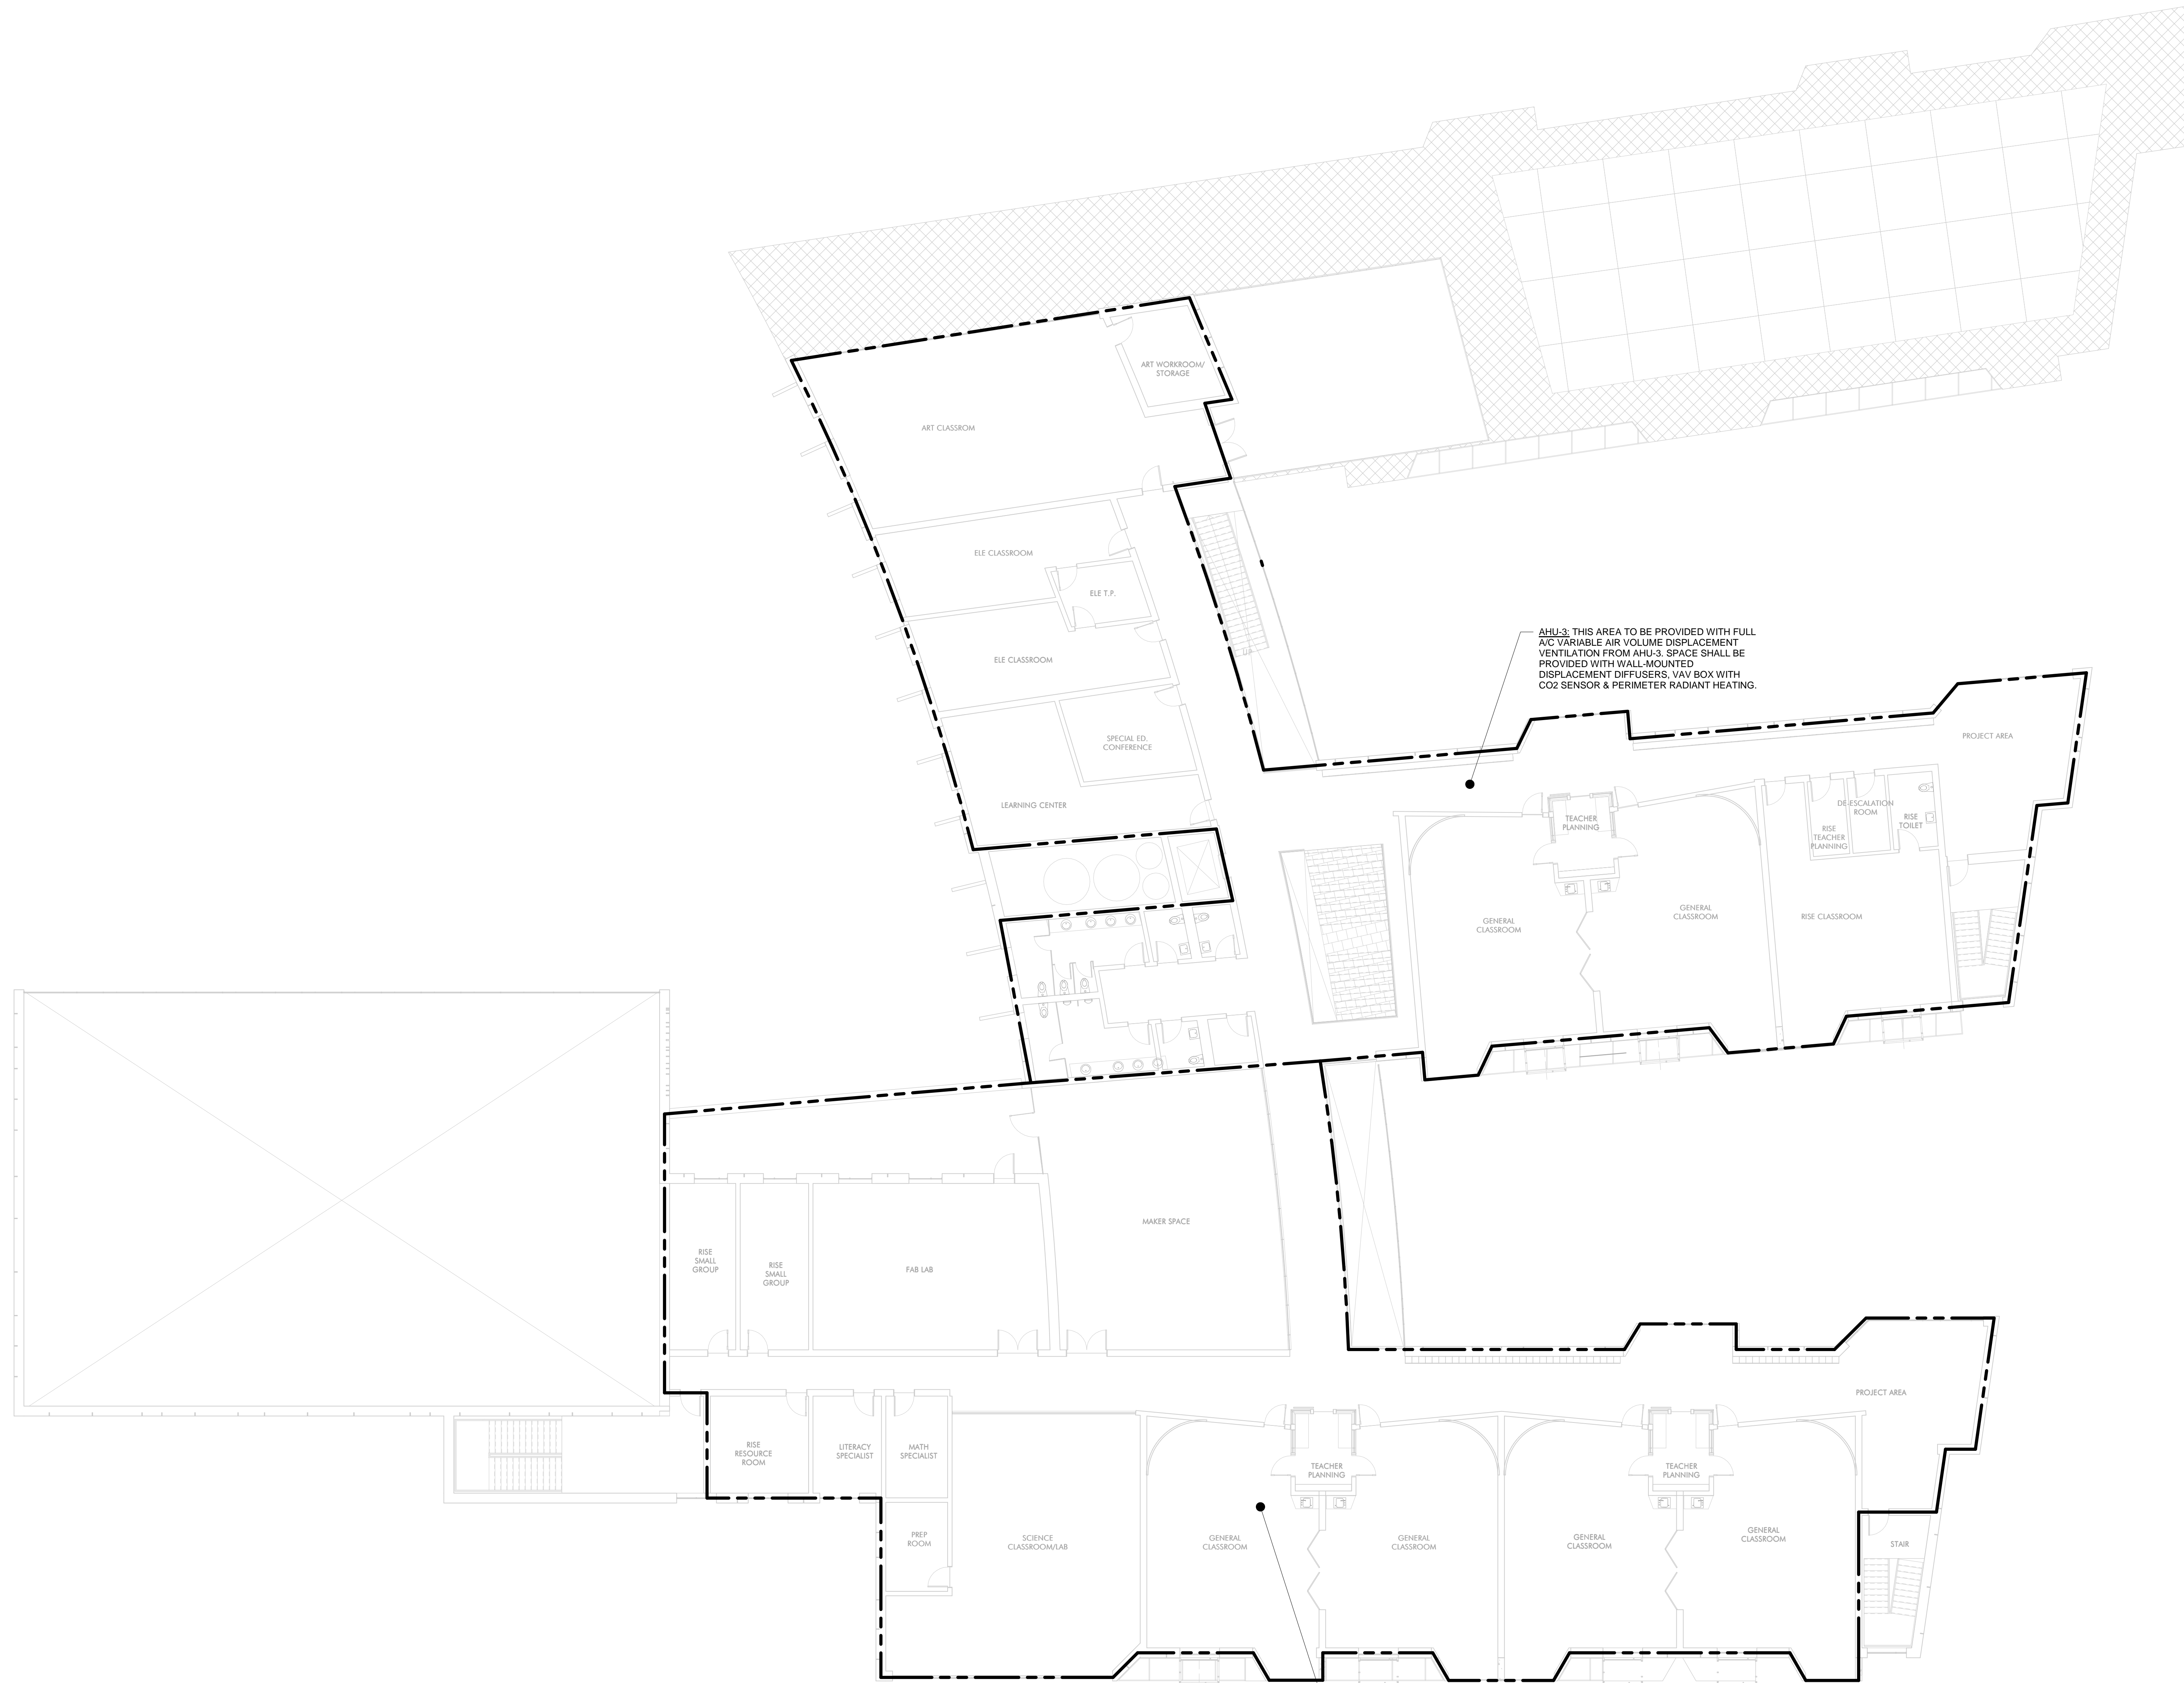 ART WORKROOM/
STORAGE
ART CLASSROM
ELE CLASSROOM
ELE T.P.
AHU-3: THIS AREA TO BE PROVIDED WITH FULL
A/C VARIABLE AIR VOLUME DISPLACEMENT
VENTILATION FROM AHU-3. SPACE SHALL BE
PROVIDED WITH WALL-MOUNTED
DISPLACEMENT DIFFUSERS, VAV BOX WITH
CO2 SENSOR & PERIMETER RADIANT HEATING.
ELE CLASSROOM
SPECIAL ED.
CONFERENCE
PROJECT AREA
LEARNING CENTER
TEACHER
PLANNING
DE-ESCALATION
ROOM
RISE
TOILET
RISE
TEACHER
PLANNING
GENERAL
CLASSROOM
GENERAL
CLASSROOM
RISE CLASSROOM
MAKER SPACE
RISE
SMALL
GROUP
RISE
SMALL
GROUP
FAB LAB
PROJECT AREA
RISE
RESOURCE
ROOM
LITERACY
SPECIALIST
MATH
SPECIALIST
TEACHER
PLANNING
TEACHER
PLANNING
PREP
ROOM
SCIENCE
CLASSROOM/LAB
GENERAL
CLASSROOM
GENERAL
CLASSROOM
GENERAL
CLASSROOM
GENERAL
CLASSROOM
STAIR